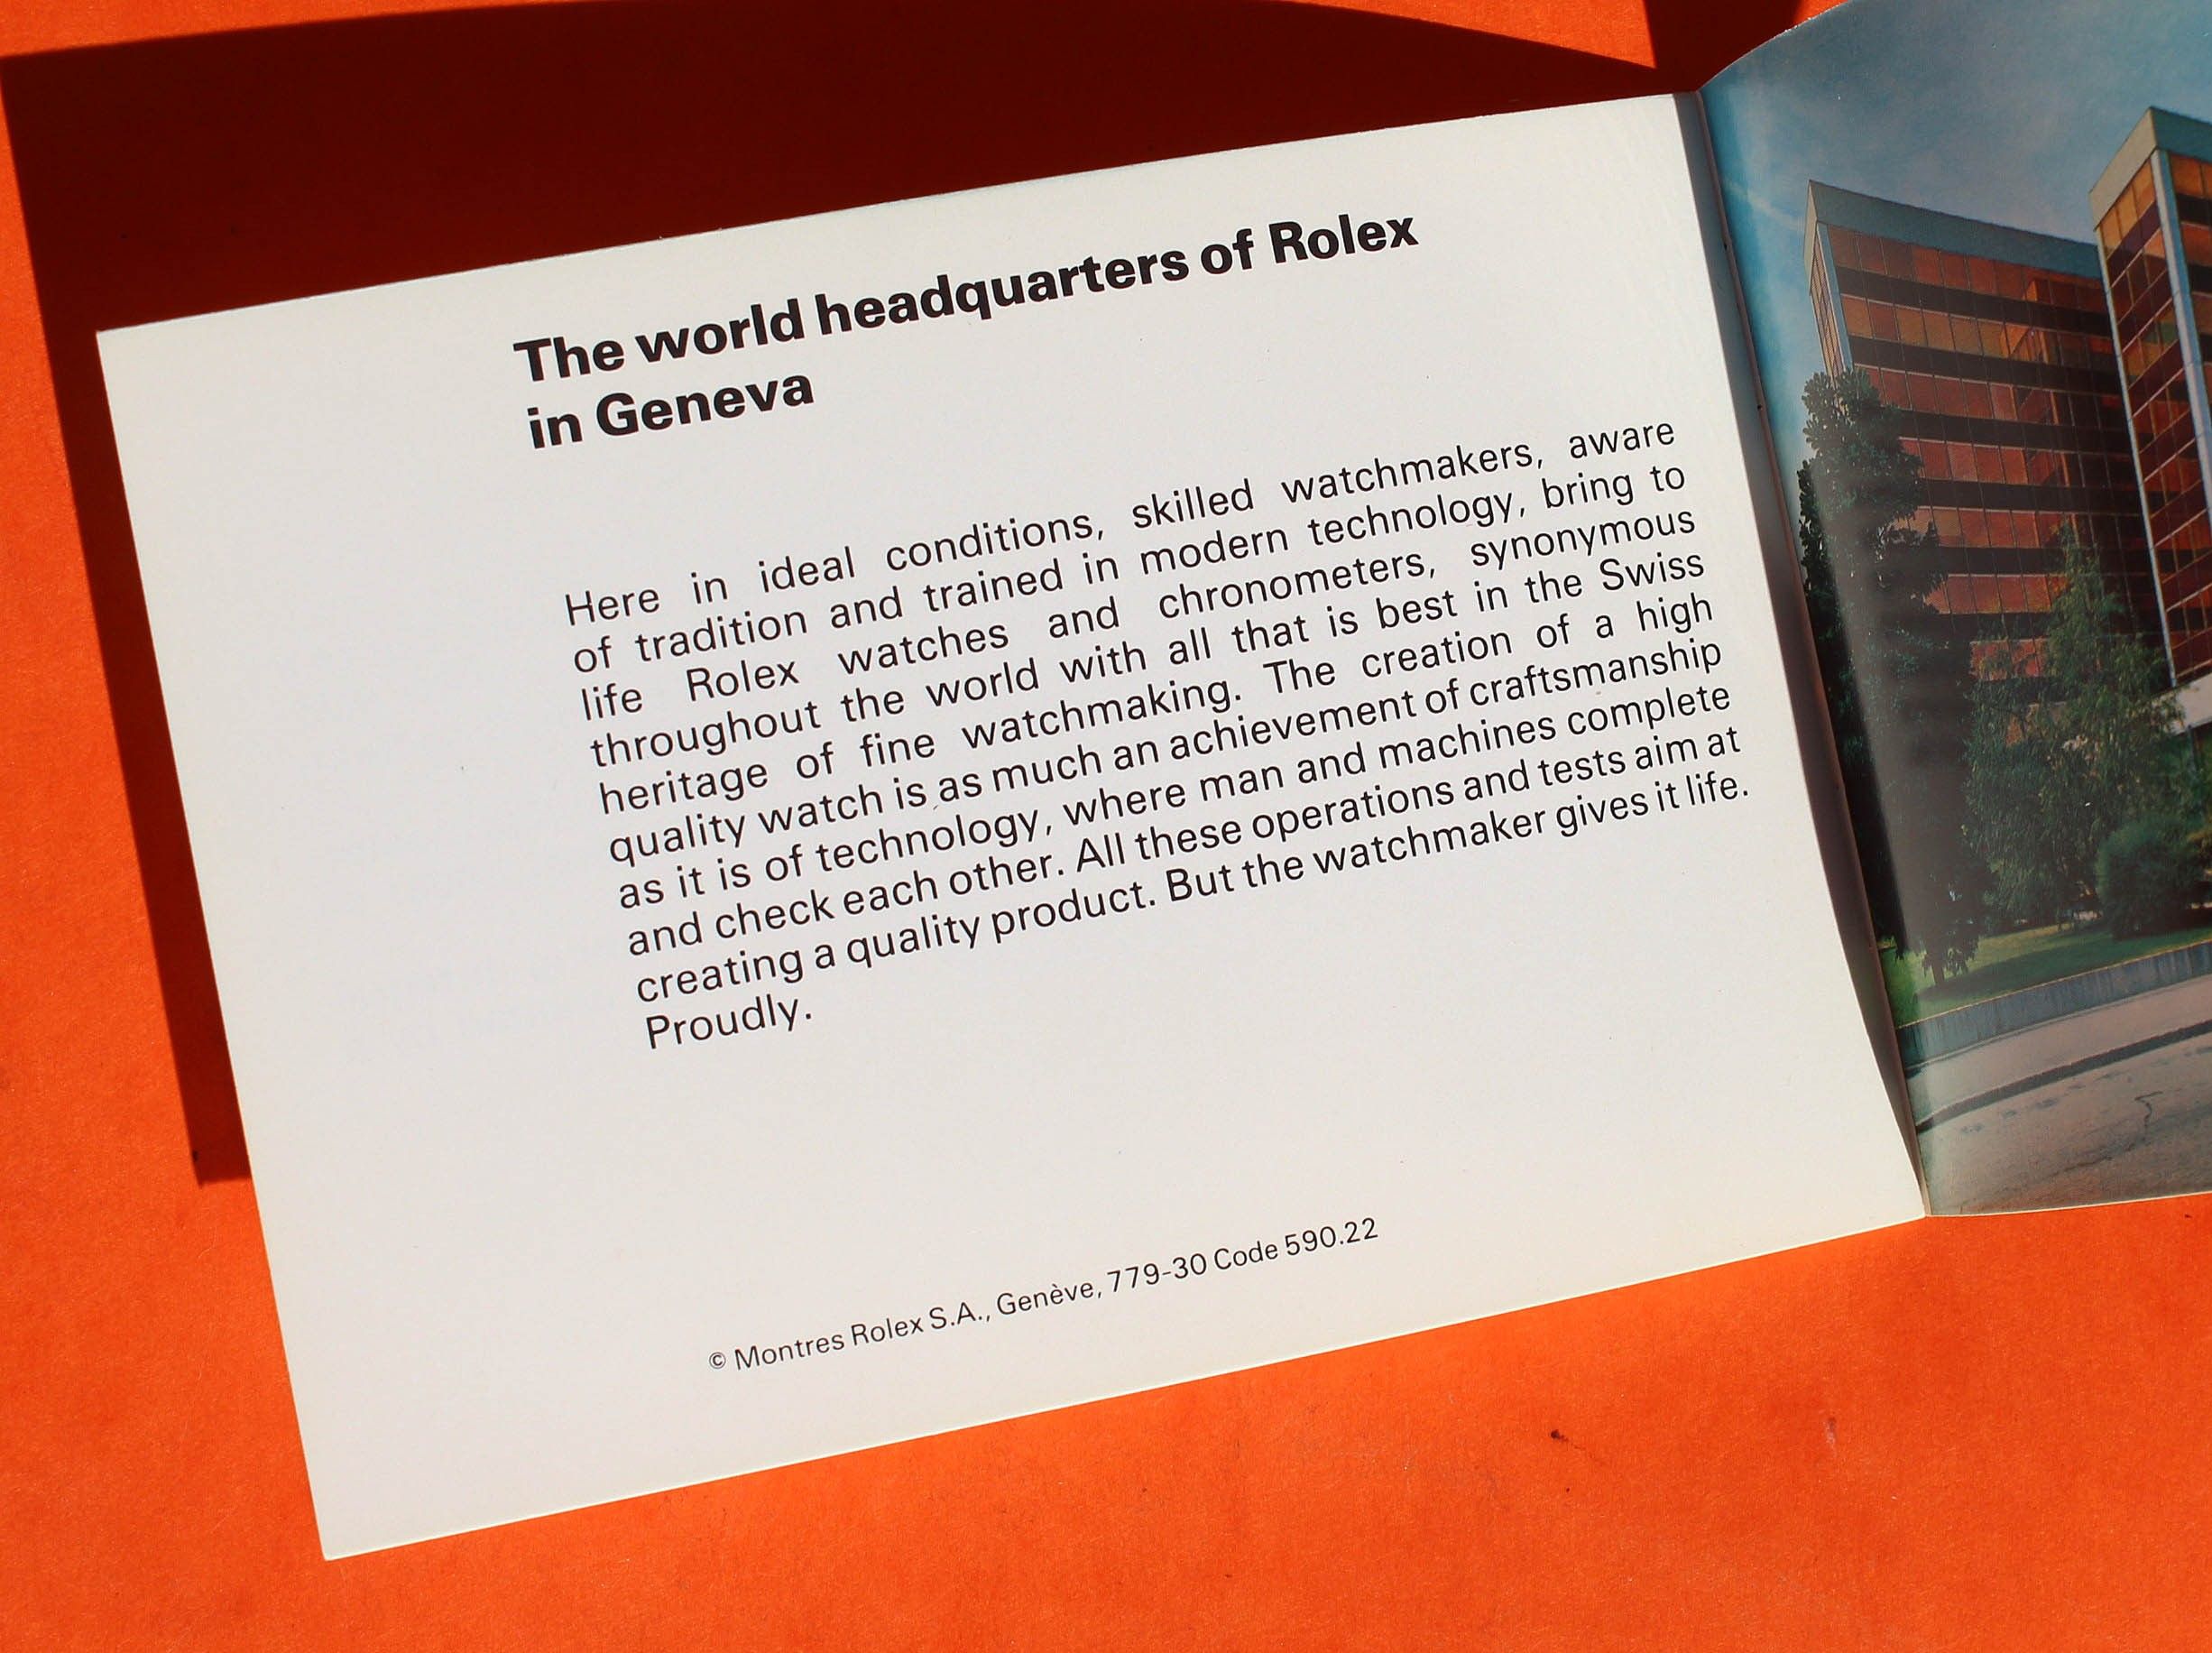 The world headquarters of Rolex
in Geneva
Here in ideal conditions, skilled watchmakers, aware
of tradition and trained in modern technology, bring to
life Rolex watches and chronometers, synonymous
throughout the world with all that is best in the Swiss
heritage of fine watchmaking. The creation of a high
quality watch is as much an achievement of craftsmanship
as it is of technology, where man and machines complete
and check each other. All these operations and tests aim at
creating a quality product. But the watchmaker gives it life.
Proudly.
© Montres Rolex S.A., Genève, 779-30 Code 590.22